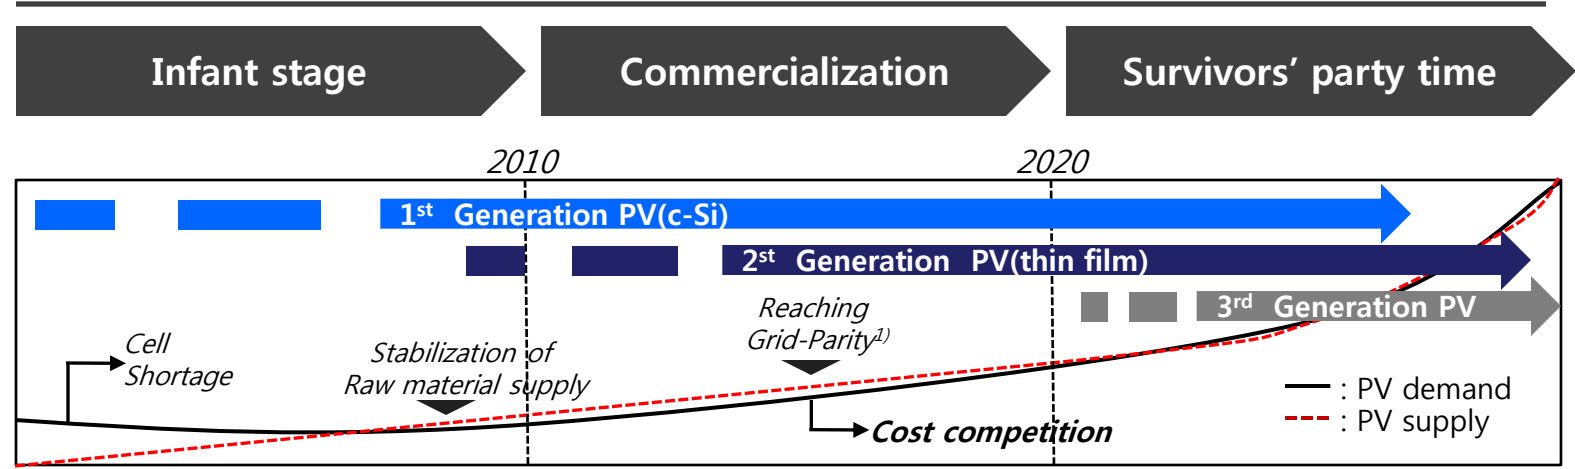 Infant stage
Commercialization
Survivors’ party time
2010
2020
1st Generation PV(c-Si)
2st Generation PV(thin film)
3rd Generation PV
Reaching
Grid-Parity1)
Cell
Shortage
Stabilization of
Raw material supply
Cost competition
: PV demand
: PV supply